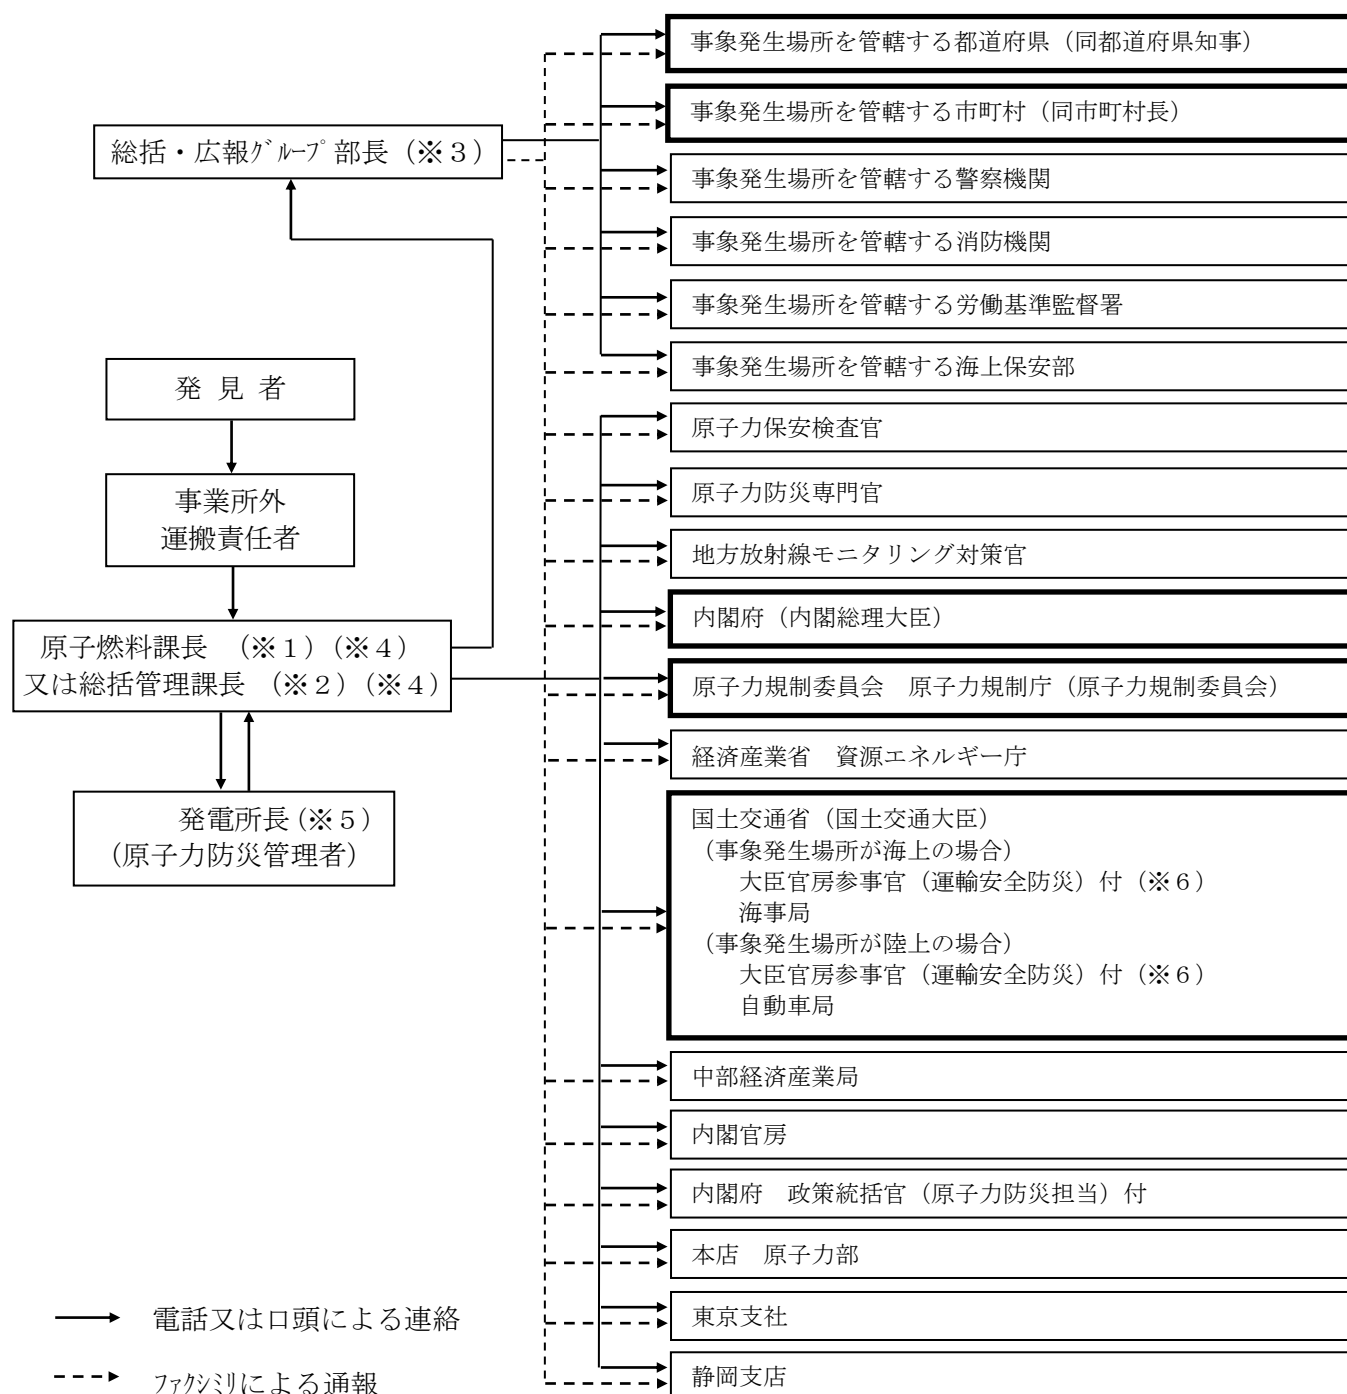 事象発生場所を管轄する都道府県（同都道府県知事）
事象発生場所を管轄する市町村（同市町村長）
総括・広報ｸﾞﾙｰﾌﾟ部長（※３）
事象発生場所を管轄する警察機関
事象発生場所を管轄する消防機関
事象発生場所を管轄する労働基準監督署
事象発生場所を管轄する海上保安部
発 見 者
原子力保安検査官
事業所外
運搬責任者
原子力防災専門官
地方放射線モニタリング対策官
内閣府（内閣総理大臣）
原子燃料課長　（※１）（※４）
又は総括管理課長　（※２）（※４）
原子力規制委員会　原子力規制庁（原子力規制委員会）
経済産業省　資源エネルギー庁
発電所長（※５）
（原子力防災管理者）
国土交通省（国土交通大臣）
（事象発生場所が海上の場合）
大臣官房参事官（運輸安全防災）付（※６）
海事局
（事象発生場所が陸上の場合）
大臣官房参事官（運輸安全防災）付（※６）
自動車局
中部経済産業局
内閣官房
内閣府　政策統括官（原子力防災担当）付
本店　原子力部
東京支社
静岡支店
電話又は口頭による連絡
ﾌｧｸｼﾐﾘによる通報